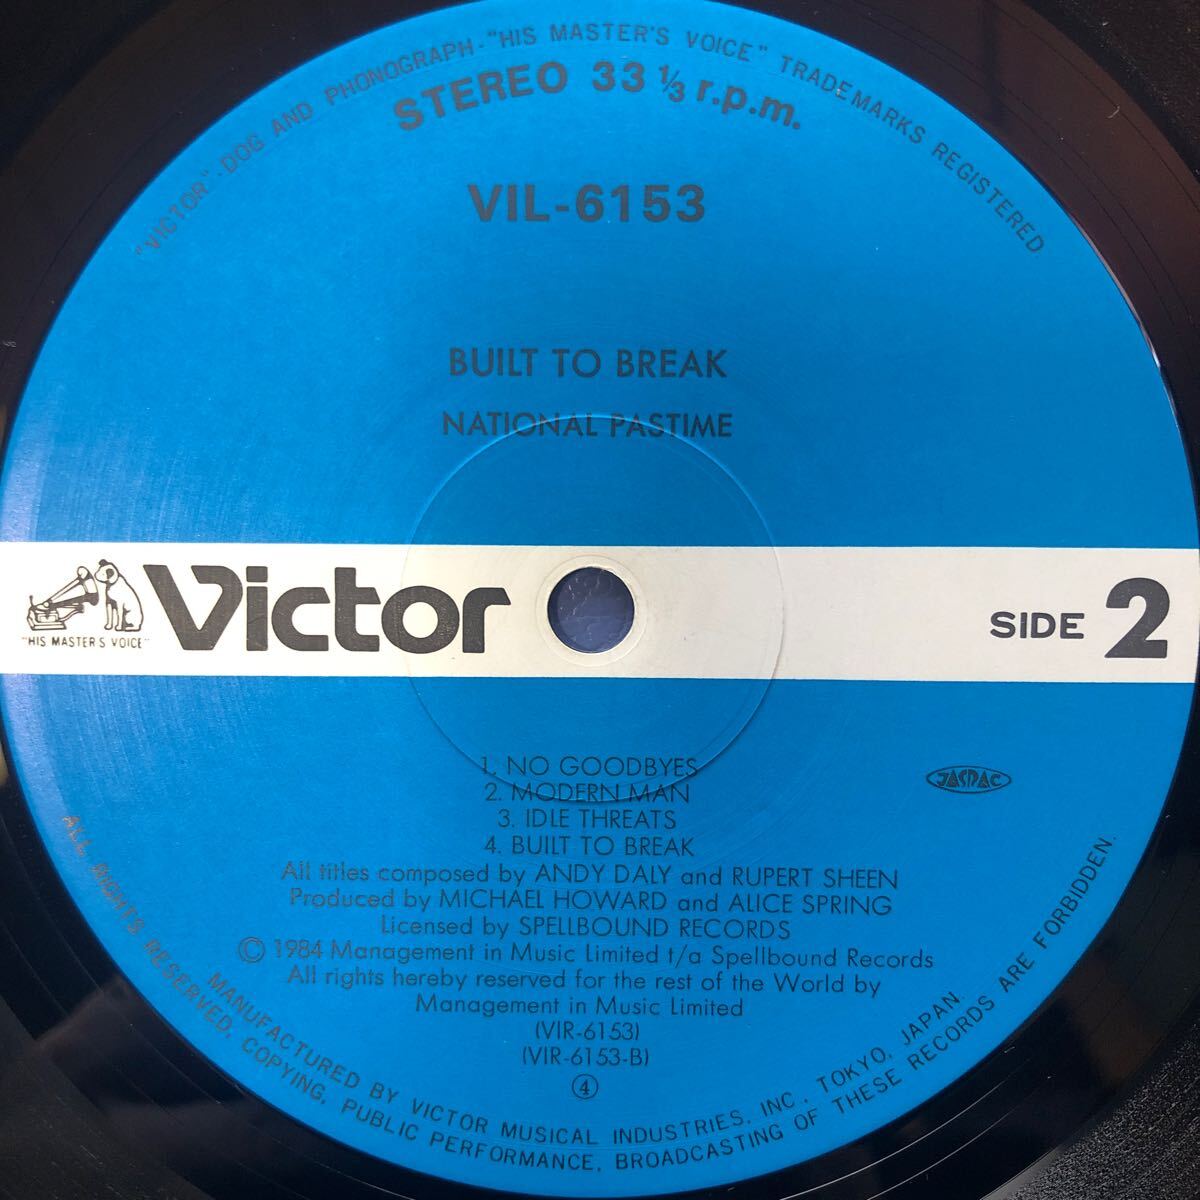 "VICTOR"-DOG AND PHONOGRAPH-"HIS MASTER'S VOICE" TRADEMARKS REGISTERED.
STEREO 33 ⅓ r.p.m.
VIL-6153
BUILT TO BREAK
NATIONAL PASTIME
"HIS MASTER'S VOICE"
Victor
SIDE 2
1. NO GOODBYES
2. MODERN MAN
3. IDLE THREATS
4. BUILT TO BREAK
JASRAC
All titles composed by ANDY DALY and RUPERT SHEEN
Produced by MICHAEL HOWARD and ALICE SPRING
Licensed by SPELLBOUND RECORDS
© 1984 Management in Music Limited t/a Spellbound Records
All rights hereby reserved for the rest of the World by
Management in Music Limited
(VIR-6153)
(VIR-6153-B)
④
MANUFACTURED BY VICTOR MUSICAL INDUSTRIES, INC., TOKYO, JAPAN.
ALL RIGHTS RESERVED, COPYING, PUBLIC PERFORMANCE, BROADCASTING OF THESE RECORDS ARE FORBIDDEN.